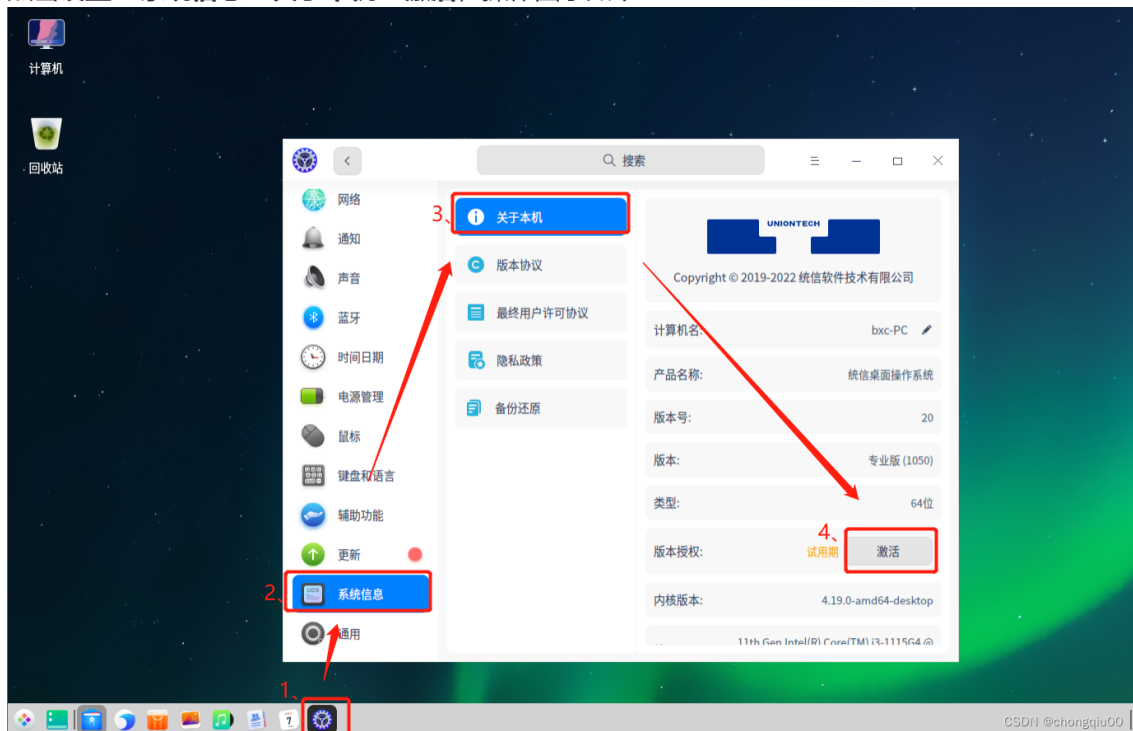 计算机
回收站
搜索
网络
通知
声音
蓝牙
时间日期
电源管理
鼠标
键盘和语言
辅助功能
更新
2、
系统信息
通用
1、
3、
关于本机
版本协议
最终用户许可协议
隐私政策
备份还原
UNIONTECH
Copyright © 2019-2022 统信软件技术有限公司
计算机名: bxc-PC
产品名称: 统信桌面操作系统
版本号: 20
版本: 专业版 (1050)
类型: 64位
4、
版本授权: 试用期 激活
内核版本: 4.19.0-amd64-desktop
11th Gen Intel(R) Core(TM) i3-1115G4 @
CSDN @chongqiu00